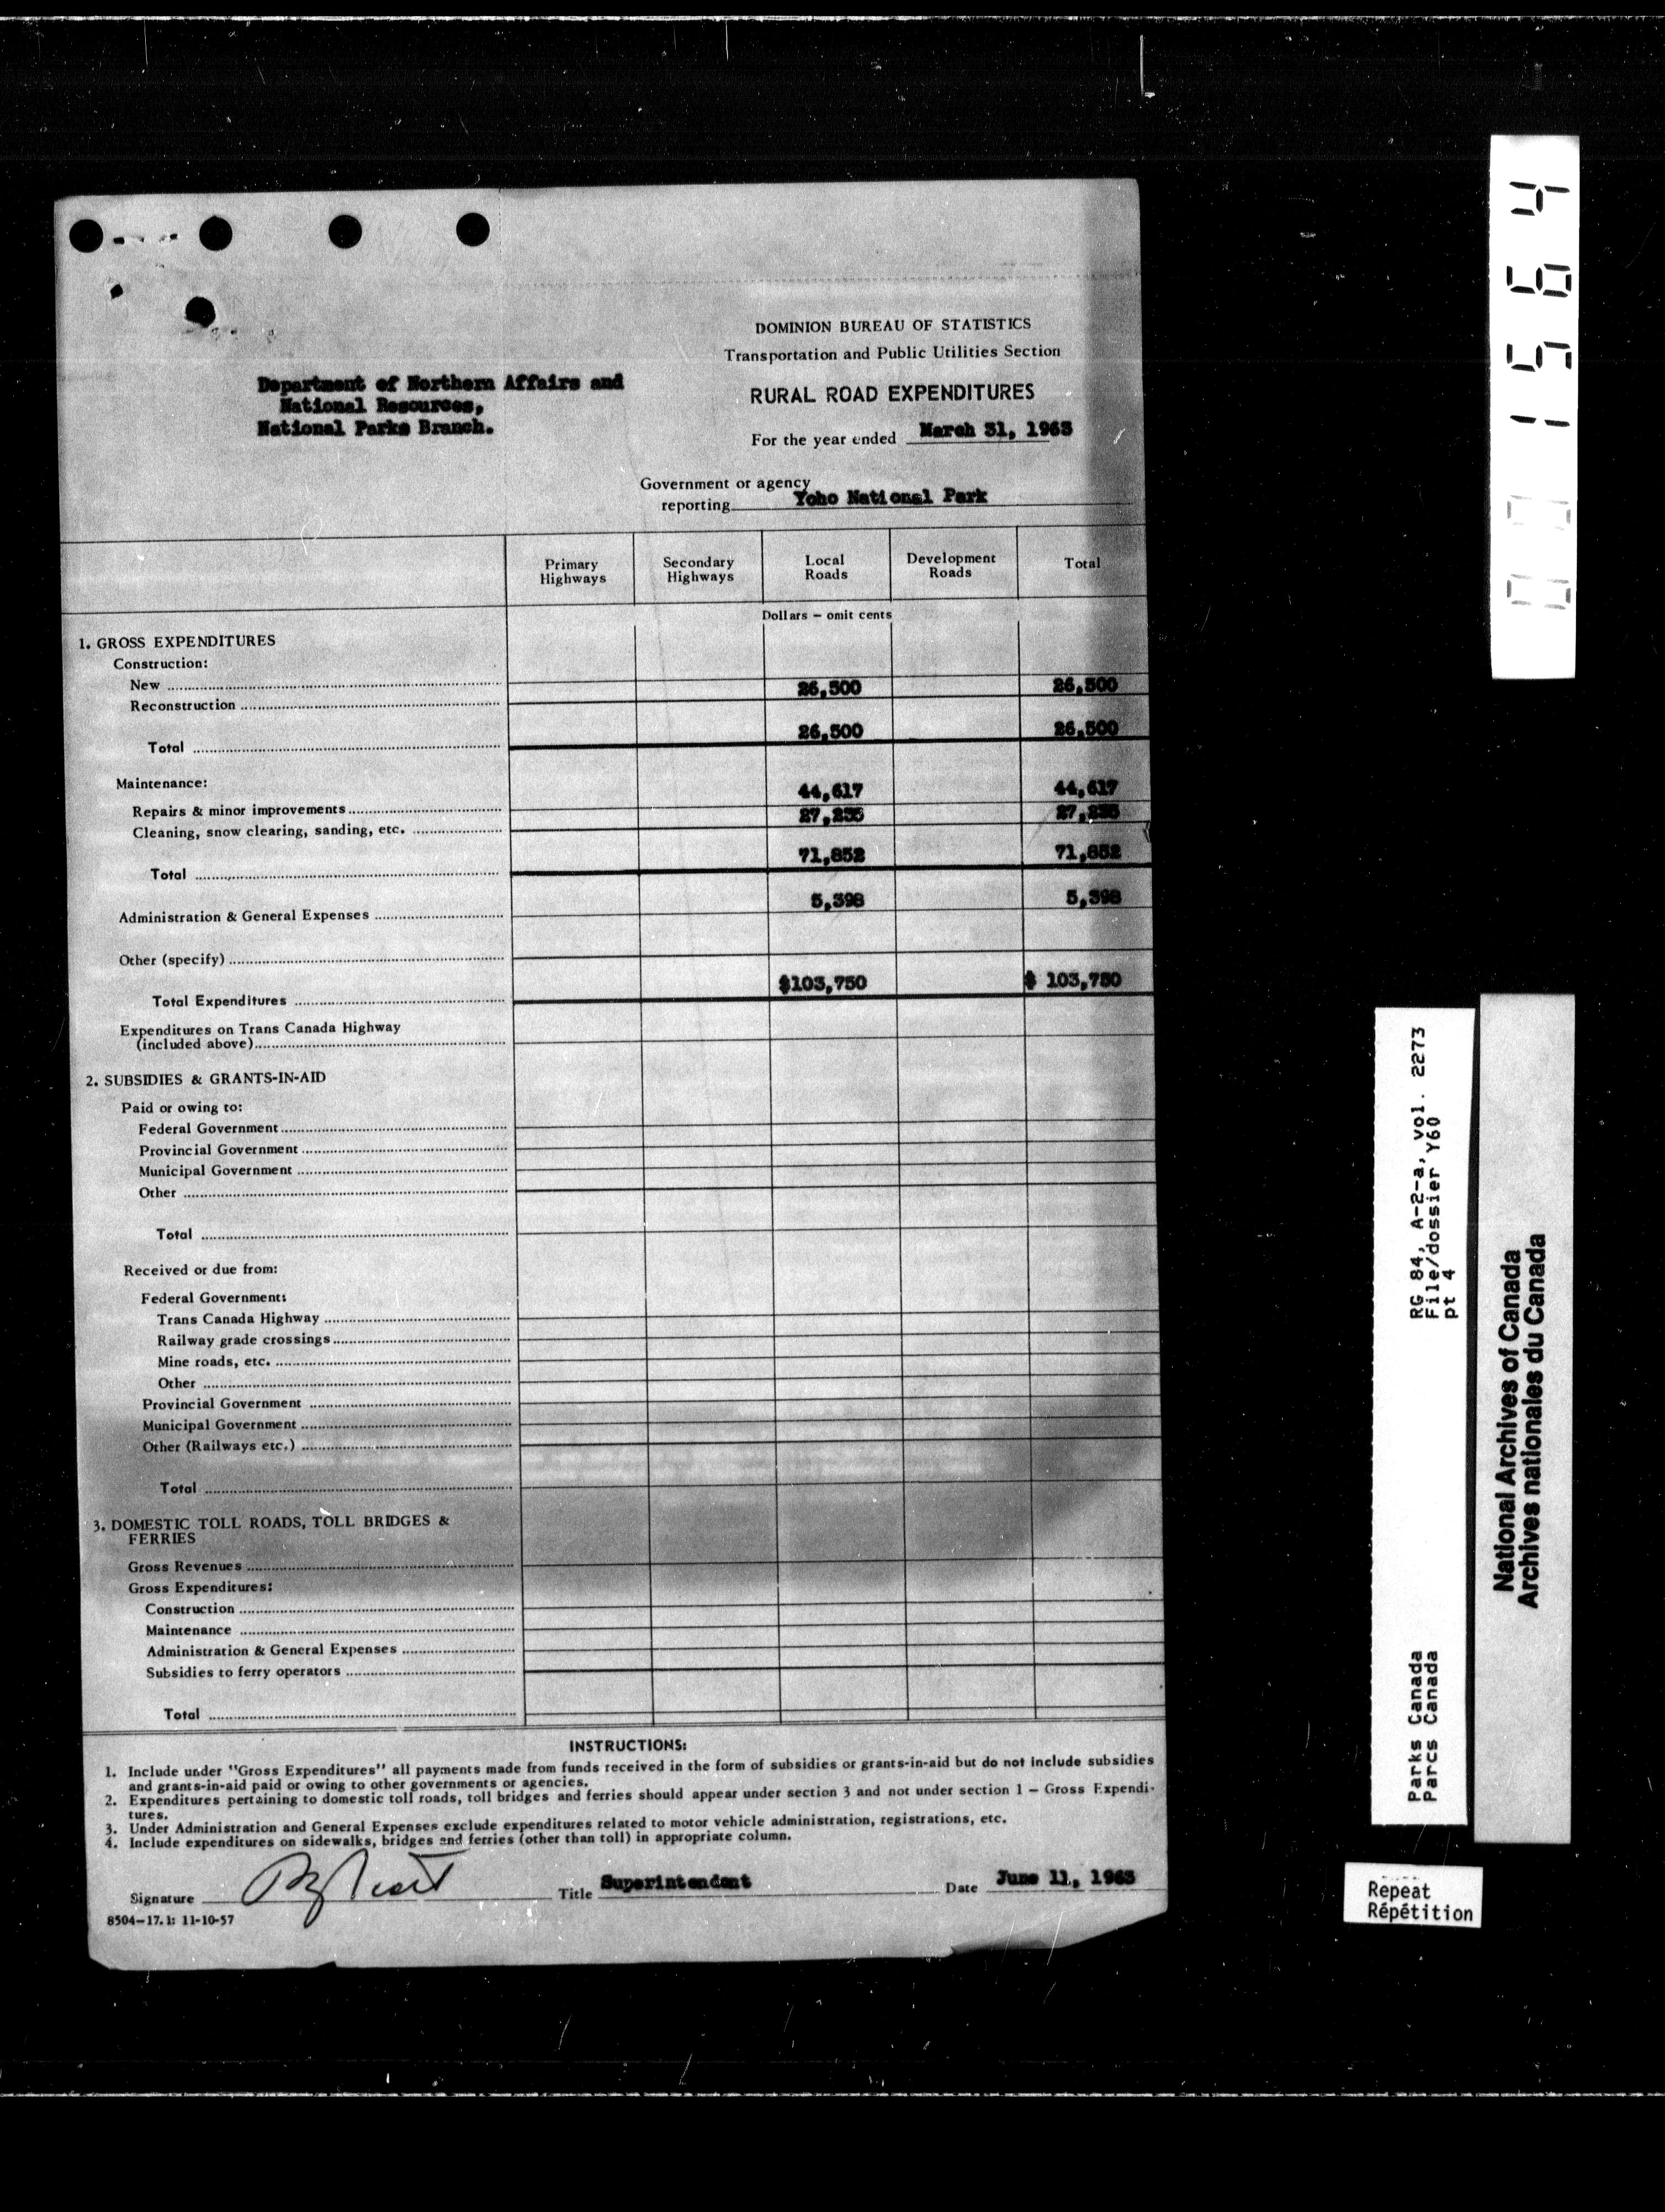 DOMINION BUREAU OF STATISTICS
Transportation and Public Utilities Section
RURAL ROAD EXPENDITURES
For the year ended March 31, 1963
Department of Northern Affairs and
National Resources,
National Parks Branch.
Government or agency
reporting Yoho National Park
Primary Highways Secondary Highways Local Roads Development Roads Total
Dollars — omit cents
1. GROSS EXPENDITURES
Construction:
New 26,500 26,500
Reconstruction
Total 26,500 26,500
Maintenance:
Repairs & minor improvements 44,617 44,617
Cleaning, snow clearing, sanding, etc. 27,235 27,235
Total 71,852 71,852
Administration & General Expenses 5,398 5,398
Other (specify)
Total Expenditures $103,750 $ 103,750
Expenditures on Trans Canada Highway
(included above)
2. SUBSIDIES & GRANTS-IN-AID
Paid or owing to:
Federal Government
Provincial Government
Municipal Government
Other
Total
Received or due from:
Federal Government:
Trans Canada Highway
Railway grade crossings
Mine roads, etc.
Other
Provincial Government
Municipal Government
Other (Railways etc.)
Total
3. DOMESTIC TOLL ROADS, TOLL BRIDGES &
FERRIES
Gross Revenues
Gross Expenditures:
Construction
Maintenance
Administration & General Expenses
Subsidies to ferry operators
Total
INSTRUCTIONS:
1. Include under "Gross Expenditures" all payments made from funds received in the form of subsidies or grants-in-aid but do not include subsidies
and grants-in-aid paid or owing to other governments or agencies.
2. Expenditures pertaining to domestic toll roads, toll bridges and ferries should appear under section 3 and not under section 1 — Gross Expendi-
tures.
3. Under Administration and General Expenses exclude expenditures related to motor vehicle administration, registrations, etc.
4. Include expenditures on sidewalks, bridges and ferries (other than toll) in appropriate column.
Signature Title Superintendent Date June 11, 1963
8504-17.1: 11-10-57
001564
Parks Canada RG 84, A-2-a, vol. 2273
Parcs Canada File/dossier Y60
pt 4
National Archives of Canada
Archives nationales du Canada
Repeat
Répétition